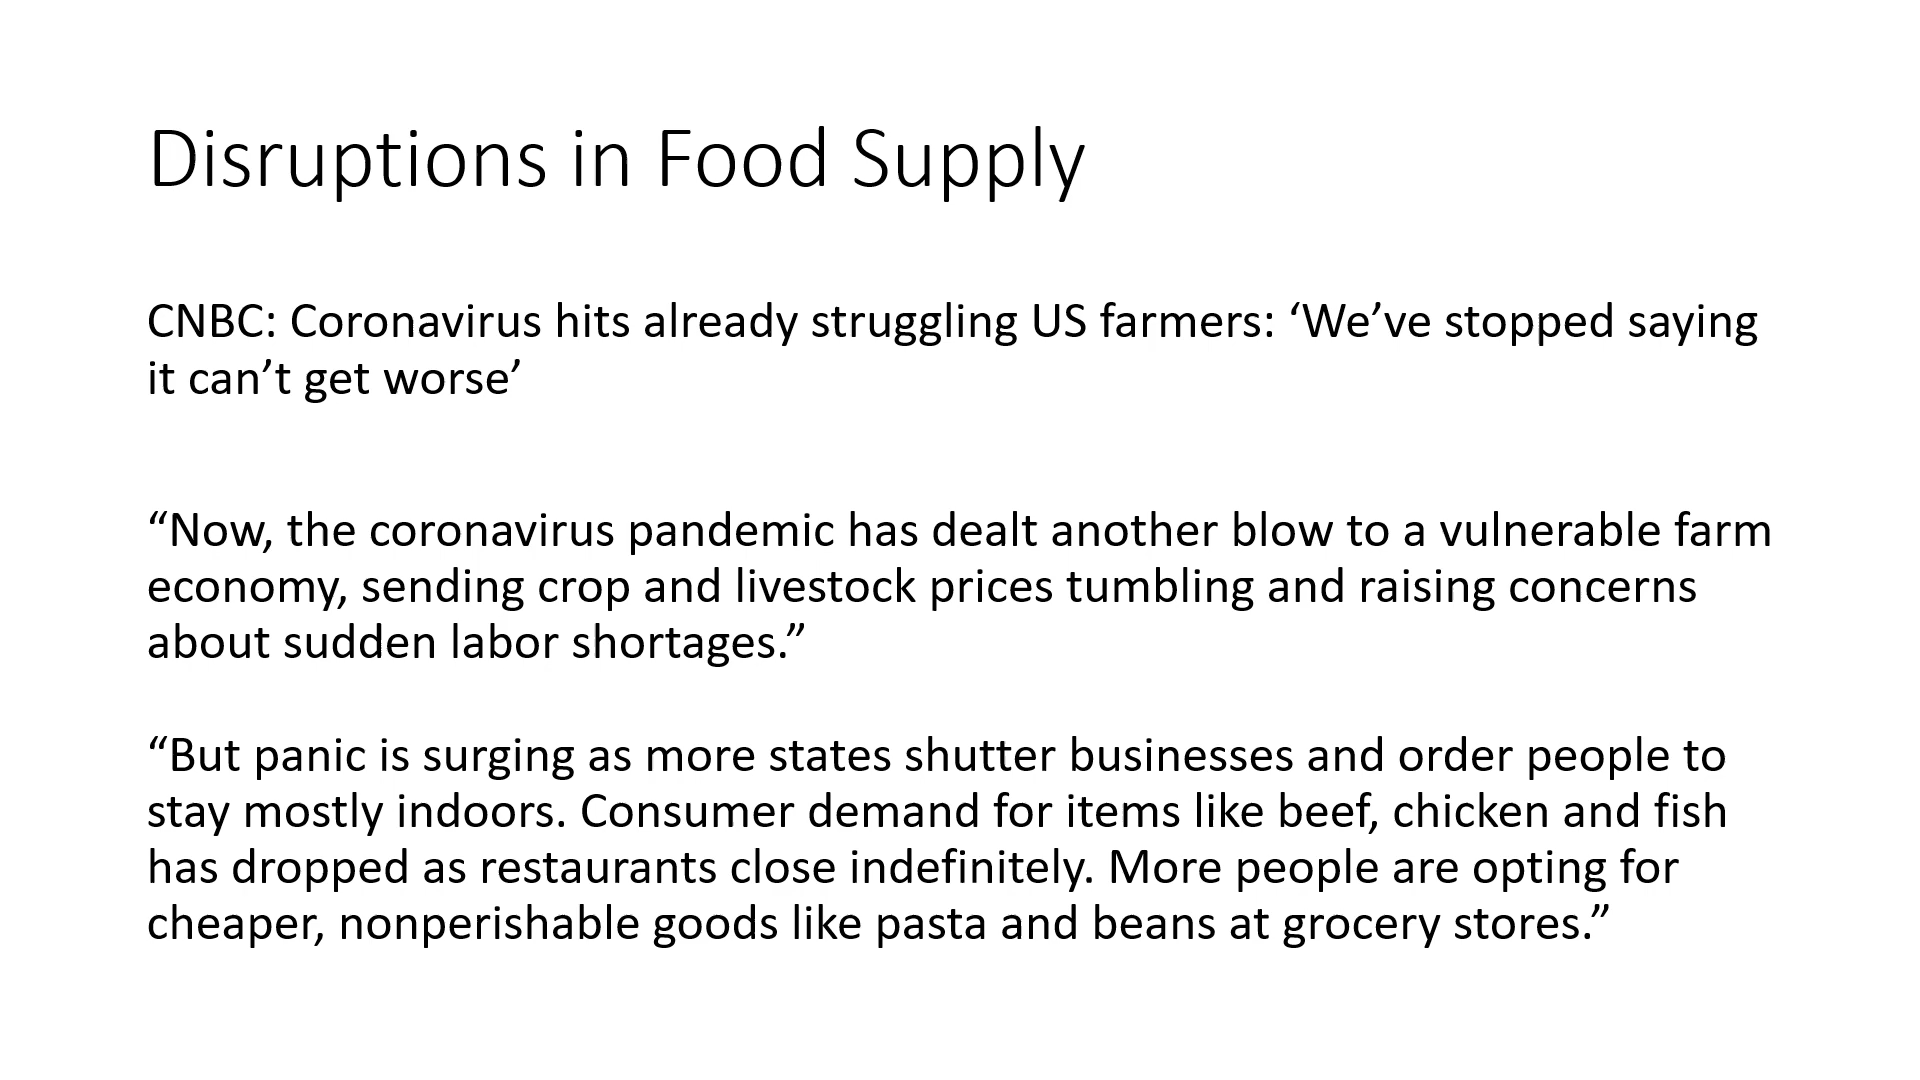 Disruptions in Food Supply
CNBC: Coronavirus hits already struggling US farmers: ‘We’ve stopped saying
it can’t get worse’
“Now, the coronavirus pandemic has dealt another blow to a vulnerable farm
economy, sending crop and livestock prices tumbling and raising concerns
about sudden labor shortages.”
“But panic is surging as more states shutter businesses and order people to
stay mostly indoors. Consumer demand for items like beef, chicken and fish
has dropped as restaurants close indefinitely. More people are opting for
cheaper, nonperishable goods like pasta and beans at grocery stores.”